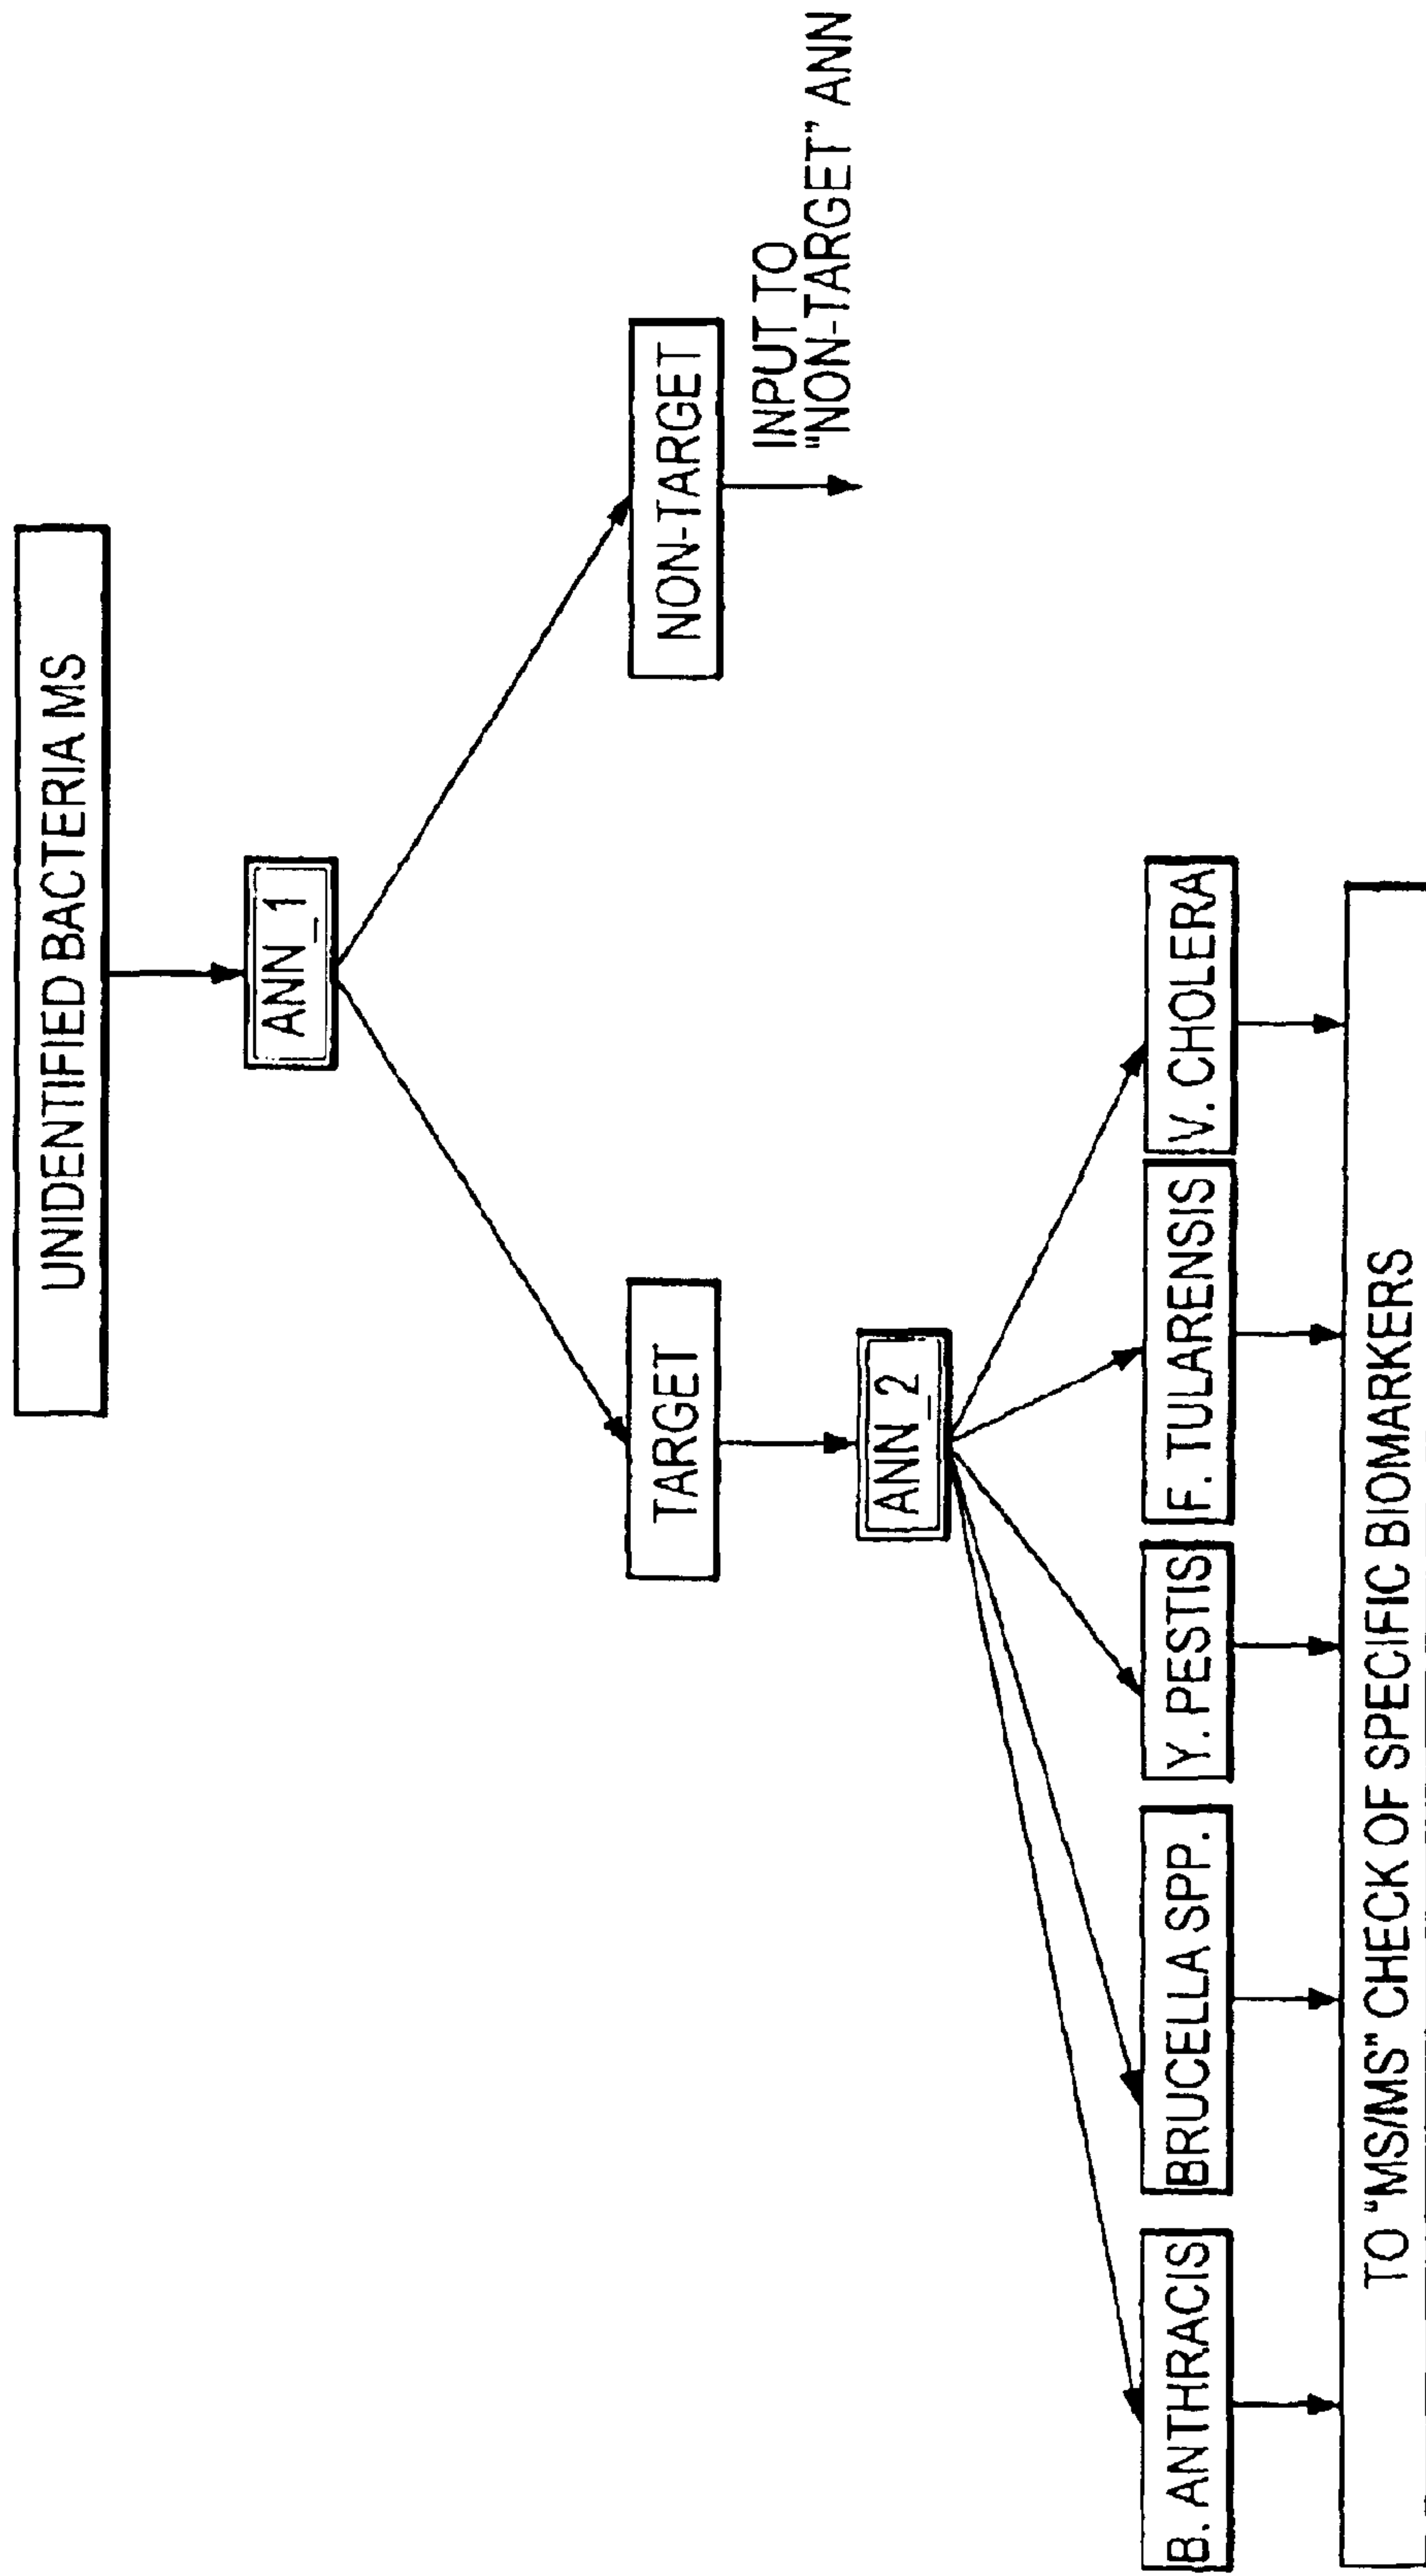 UNIDENTIFIED BACTERIA MS
ANN_1
TARGET
NON-TARGET
INPUT TO
"NON-TARGET" ANN
ANN_2
B. ANTHRACIS
BRUCELLA SPP.
Y. PESTIS
F. TULARENSIS
V. CHOLERA
TO "MS/MS" CHECK OF SPECIFIC BIOMARKERS